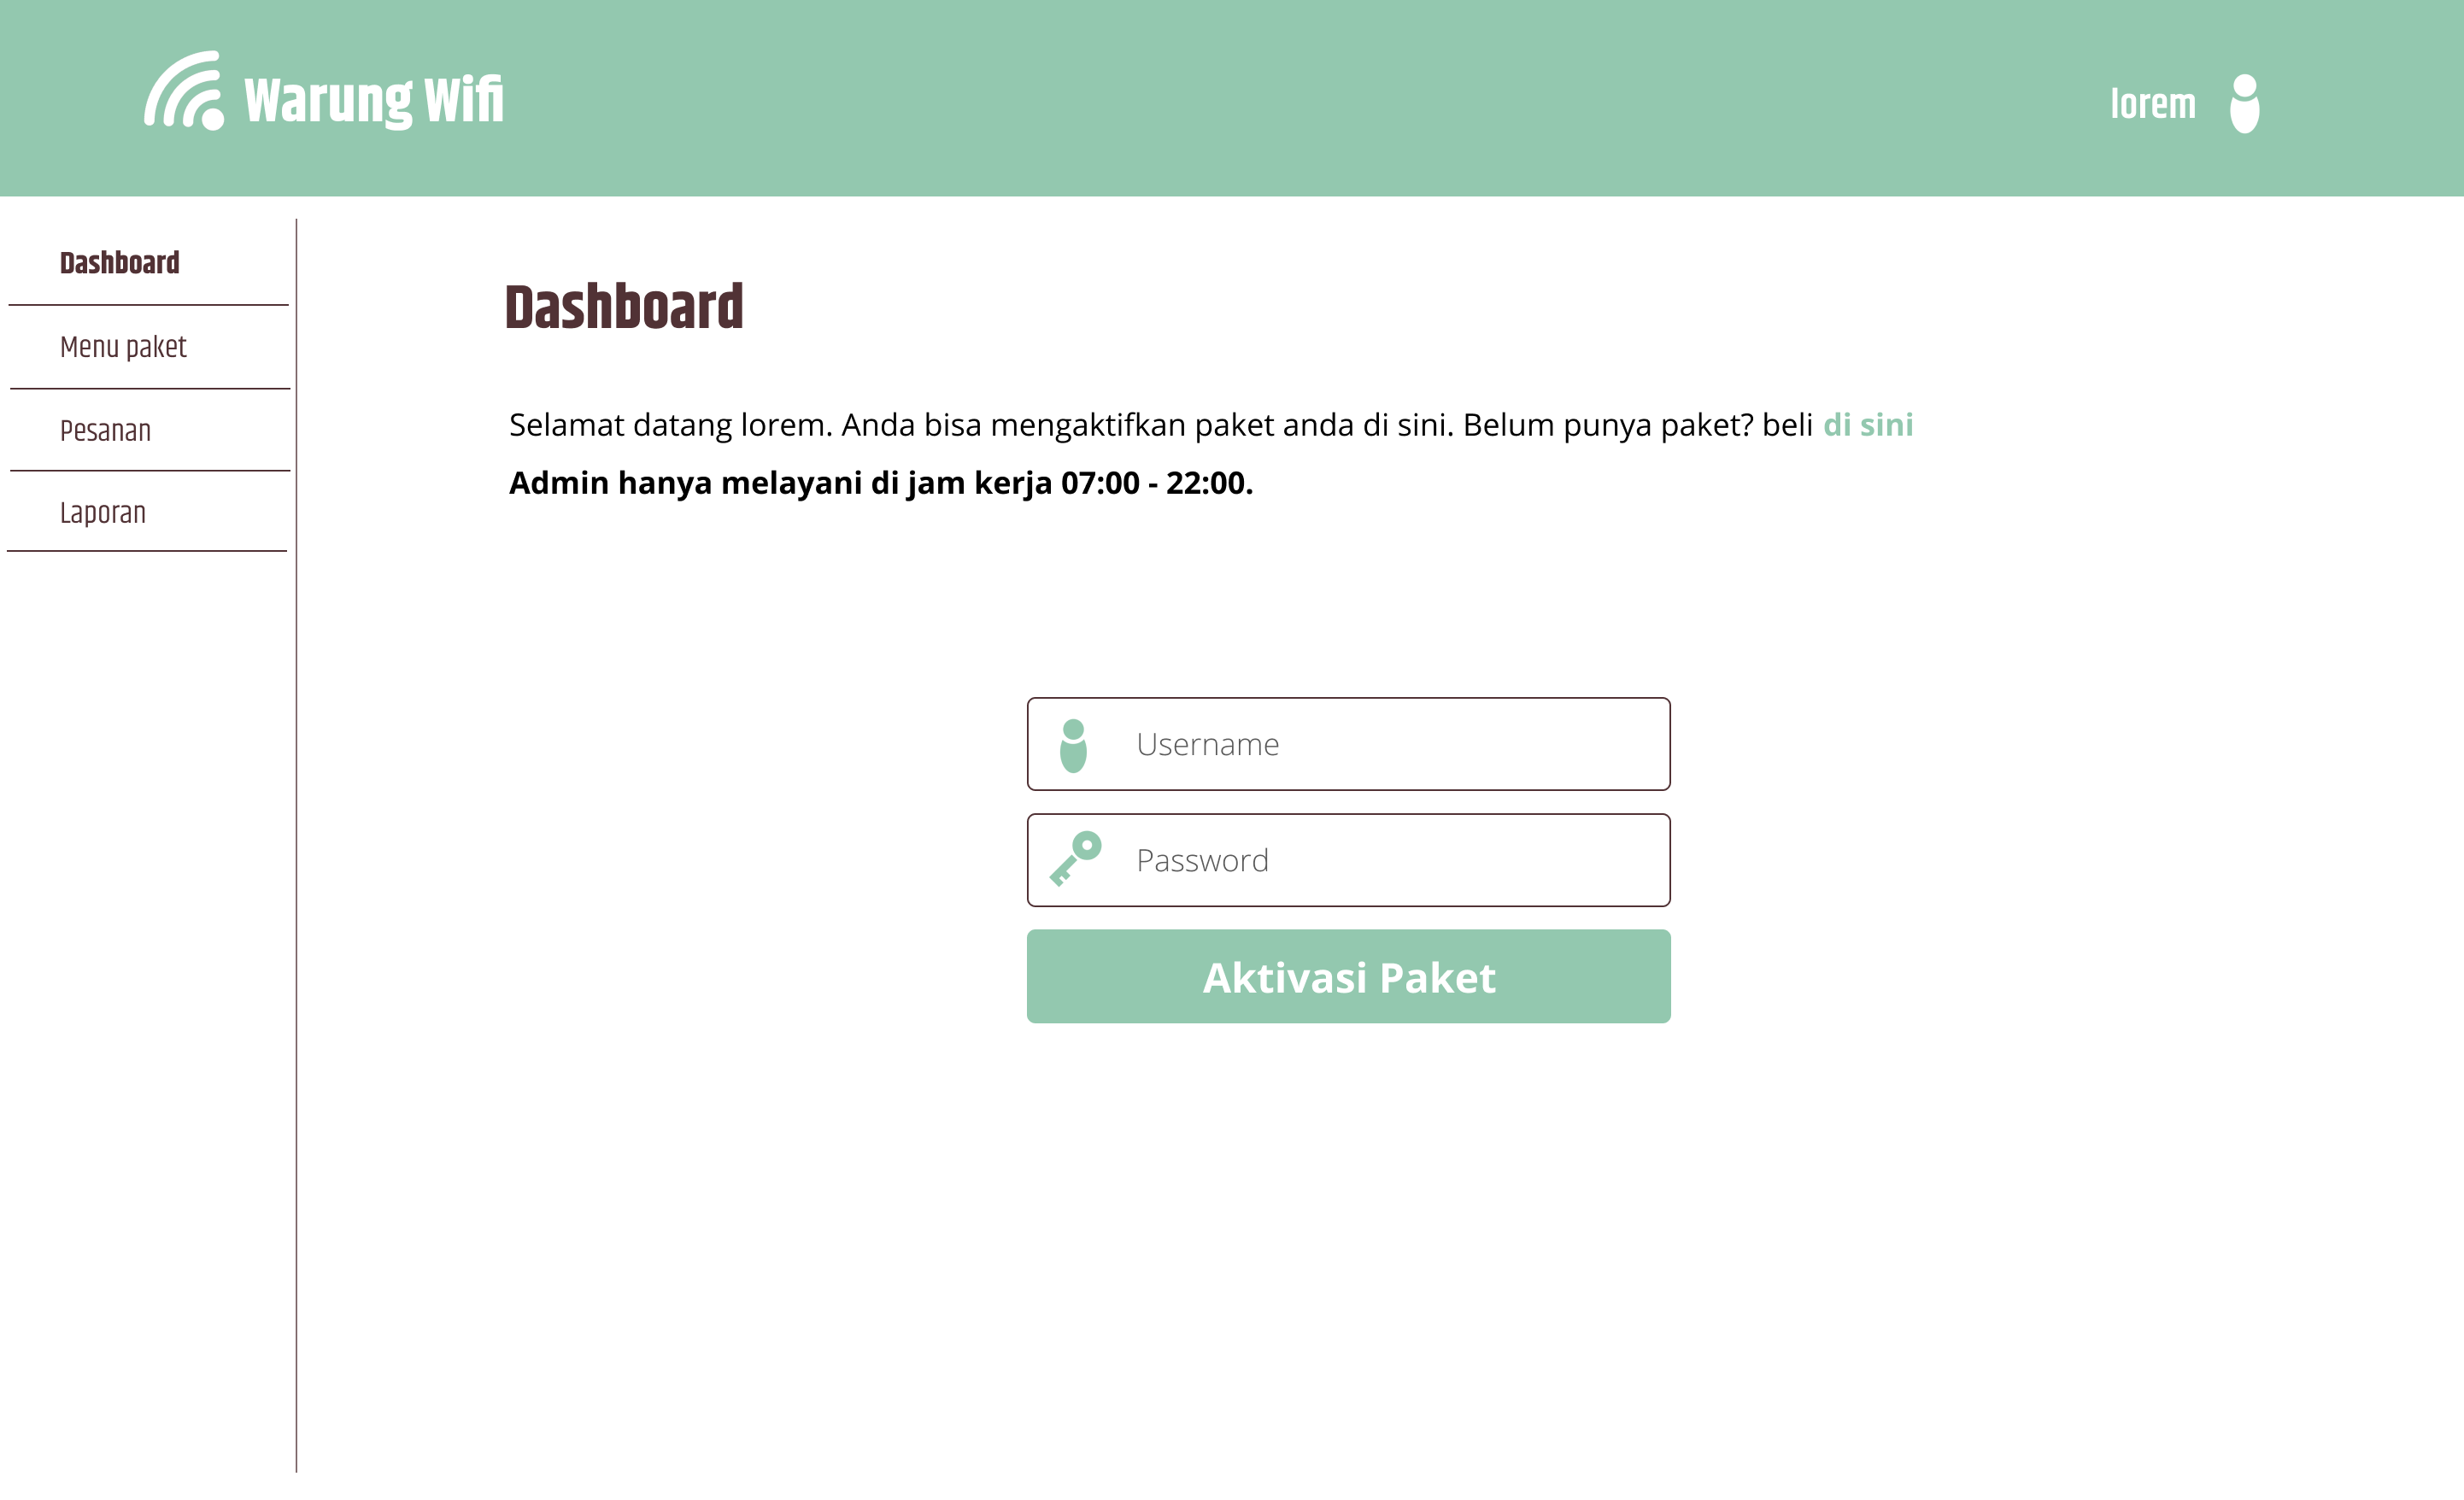 Warung Wifi
lorem
Dashboard
Menu paket
Pesanan
Laporan
Dashboard
Selamat datang lorem. Anda bisa mengaktifkan paket anda di sini. Belum punya paket? beli di sini
Admin hanya melayani di jam kerja 07:00 - 22:00.
Username
Password
Aktivasi Paket